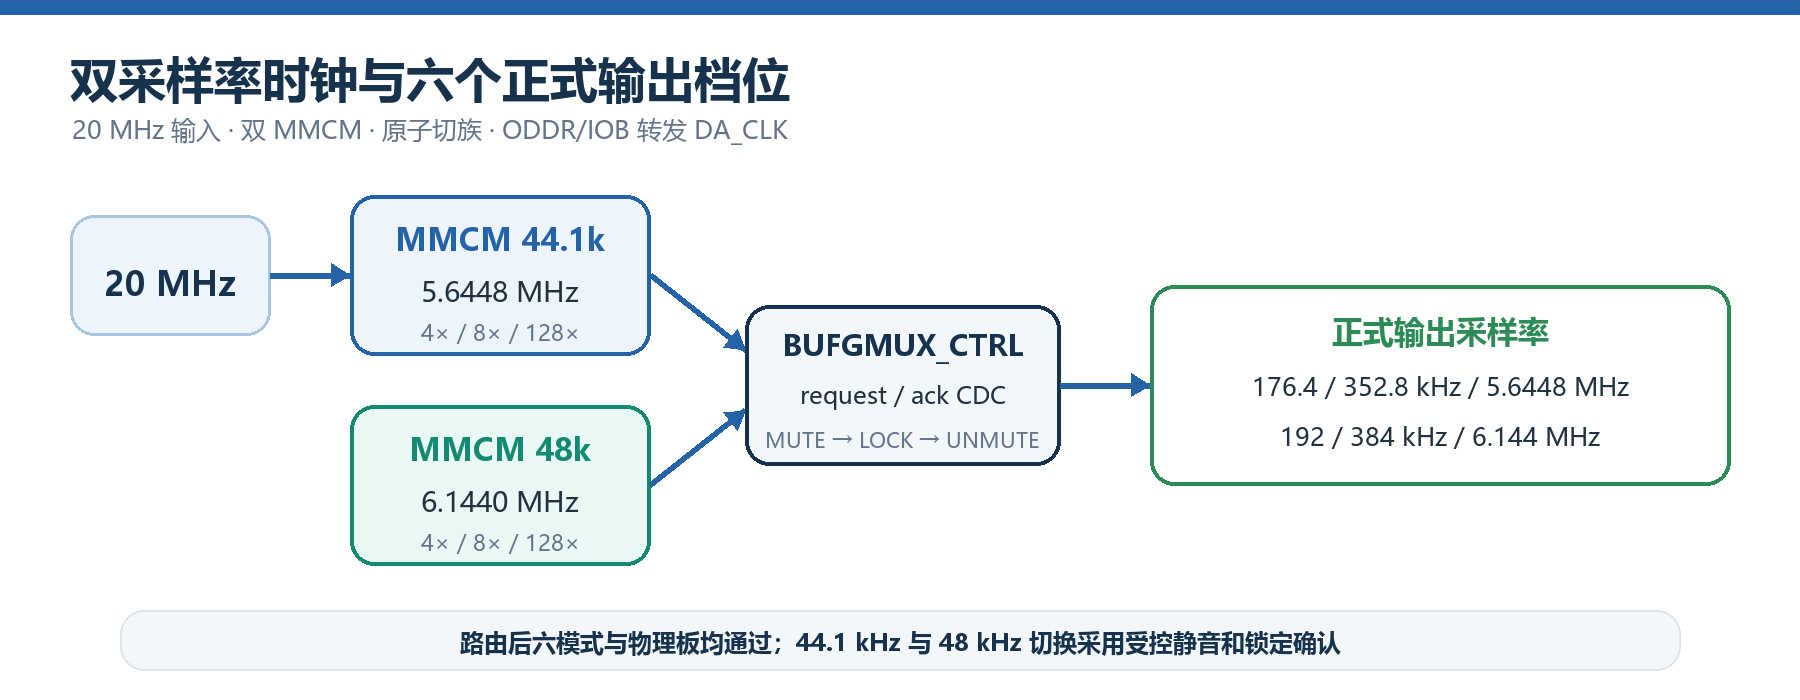 双采样率时钟与六个正式输出档位
20 MHz 输入 · 双 MMCM · 原子切族 · ODDR/IOB 转发 DA_CLK
20 MHz
MMCM 44.1k
5.6448 MHz
4× / 8× / 128×
MMCM 48k
6.1440 MHz
4× / 8× / 128×
BUFGMUX_CTRL
request / ack CDC
MUTE → LOCK → UNMUTE
正式输出采样率
176.4 / 352.8 kHz / 5.6448 MHz
192 / 384 kHz / 6.144 MHz
路由后六模式与物理板均通过；44.1 kHz 与 48 kHz 切换采用受控静音和锁定确认